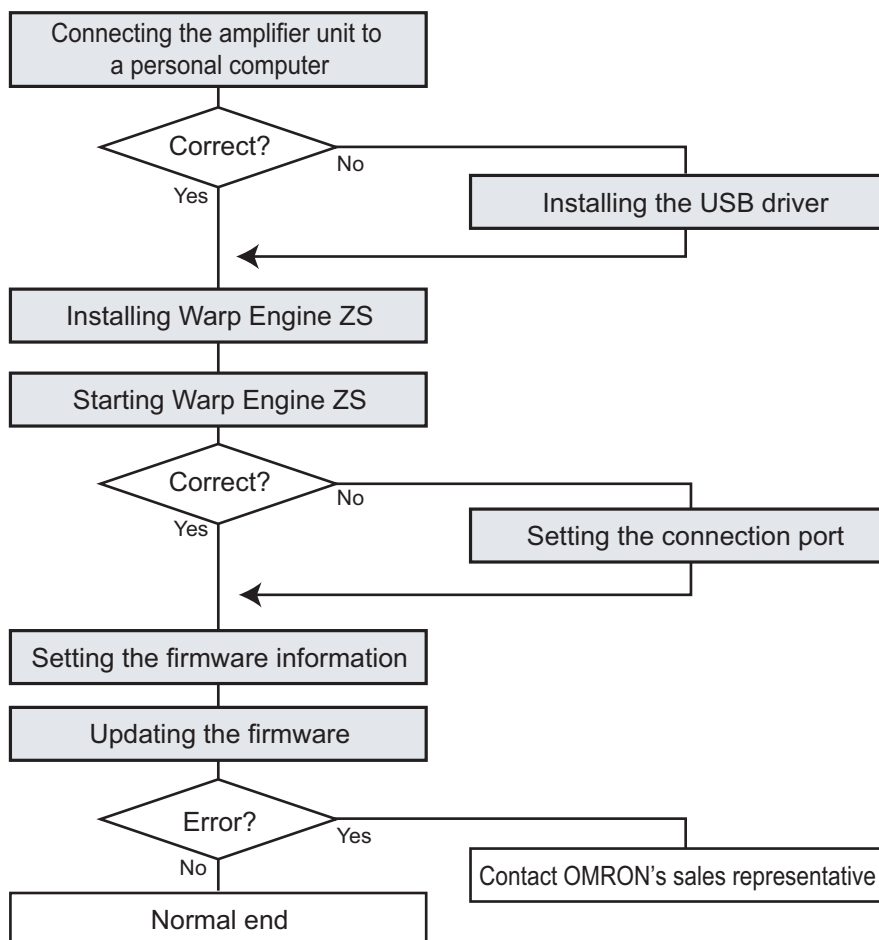 Connecting the amplifier unit to
a personal computer
Correct?
No
Yes
Installing the USB driver
Installing Warp Engine ZS
Starting Warp Engine ZS
Correct?
No
Yes
Setting the connection port
Setting the firmware information
Updating the firmware
Error?
Yes
No
Contact OMRON's sales representative
Normal end